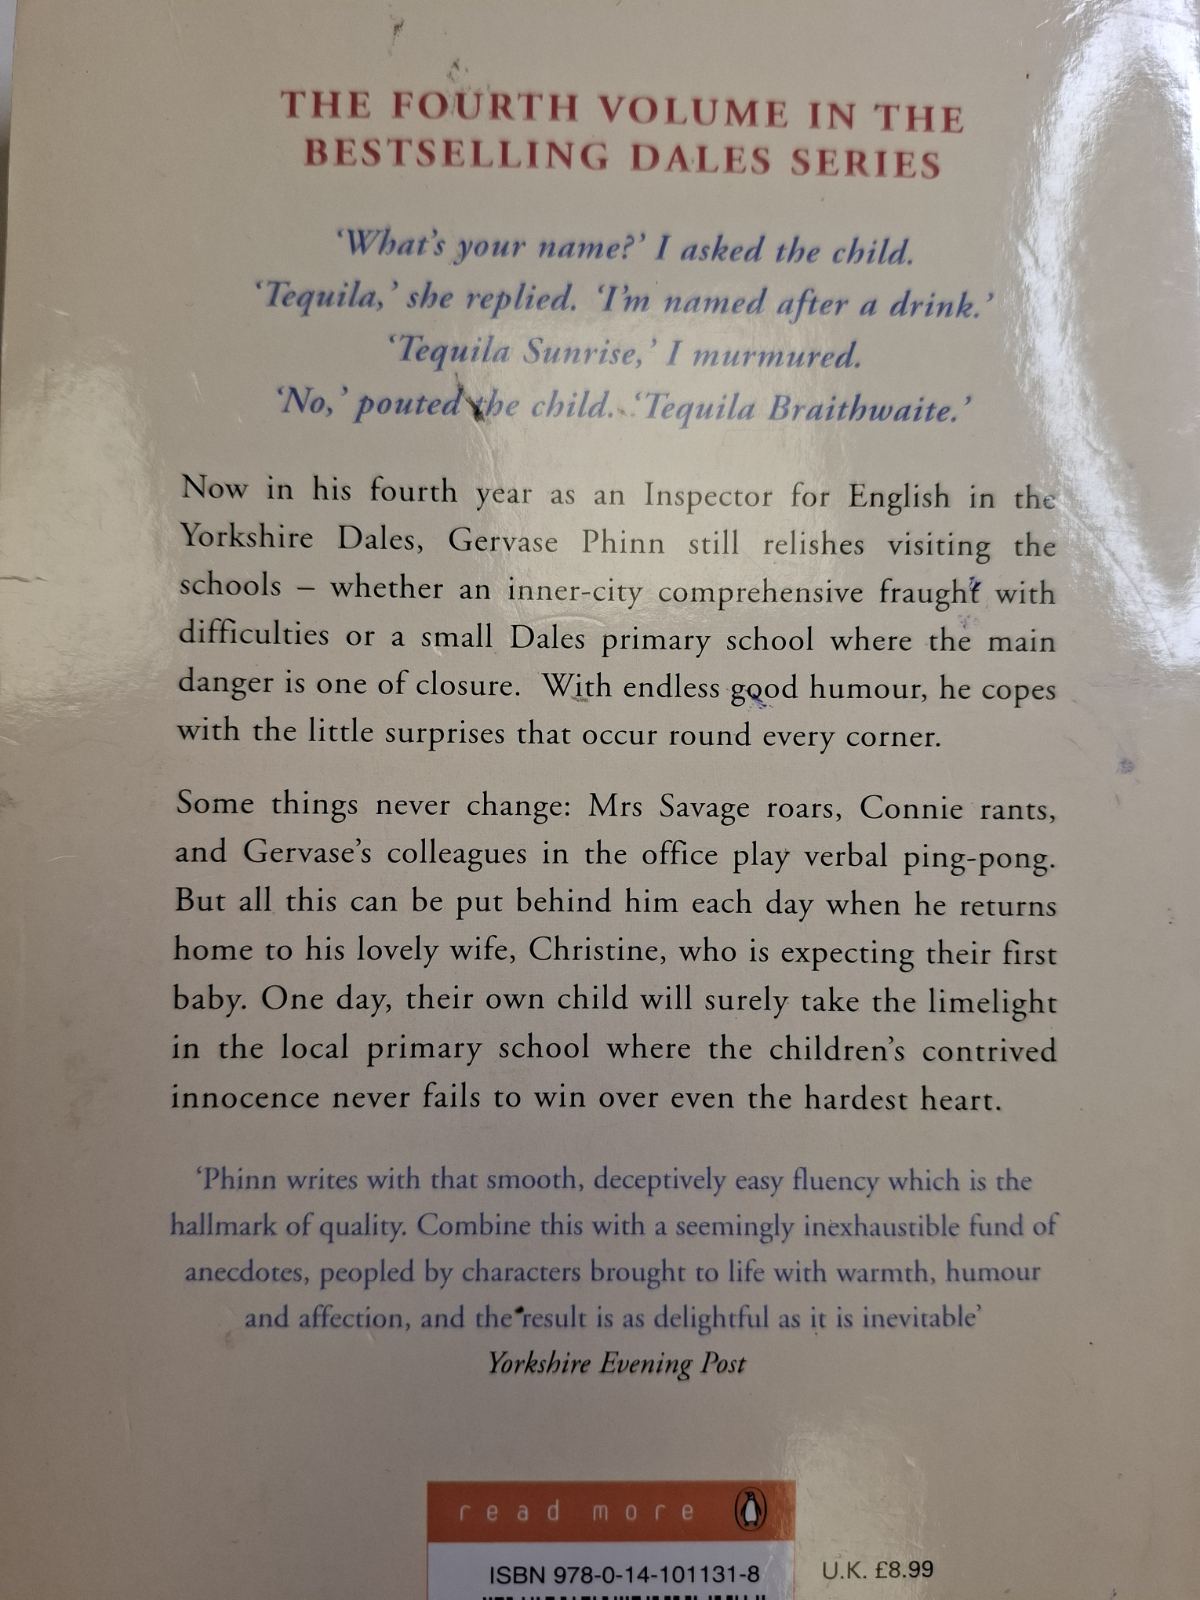 THE FOURTH VOLUME IN THE
BESTSELLING DALES SERIES
‘What’s your name?’ I asked the child.
‘Tequila,’ she replied. ‘I’m named after a drink.’
‘Tequila Sunrise,’ I murmured.
‘No,’ pouted the child. ‘Tequila Braithwaite.’
Now in his fourth year as an Inspector for English in the
Yorkshire Dales, Gervase Phinn still relishes visiting the
schools – whether an inner-city comprehensive fraught with
difficulties or a small Dales primary school where the main
danger is one of closure. With endless good humour, he copes
with the little surprises that occur round every corner.
Some things never change: Mrs Savage roars, Connie rants,
and Gervase’s colleagues in the office play verbal ping-pong.
But all this can be put behind him each day when he returns
home to his lovely wife, Christine, who is expecting their first
baby. One day, their own child will surely take the limelight
in the local primary school where the children’s contrived
innocence never fails to win over even the hardest heart.
‘Phinn writes with that smooth, deceptively easy fluency which is the
hallmark of quality. Combine this with a seemingly inexhaustible fund of
anecdotes, peopled by characters brought to life with warmth, humour
and affection, and the result is as delightful as it is inevitable’
Yorkshire Evening Post
read more
ISBN 978-0-14-101131-8
U.K. £8.99